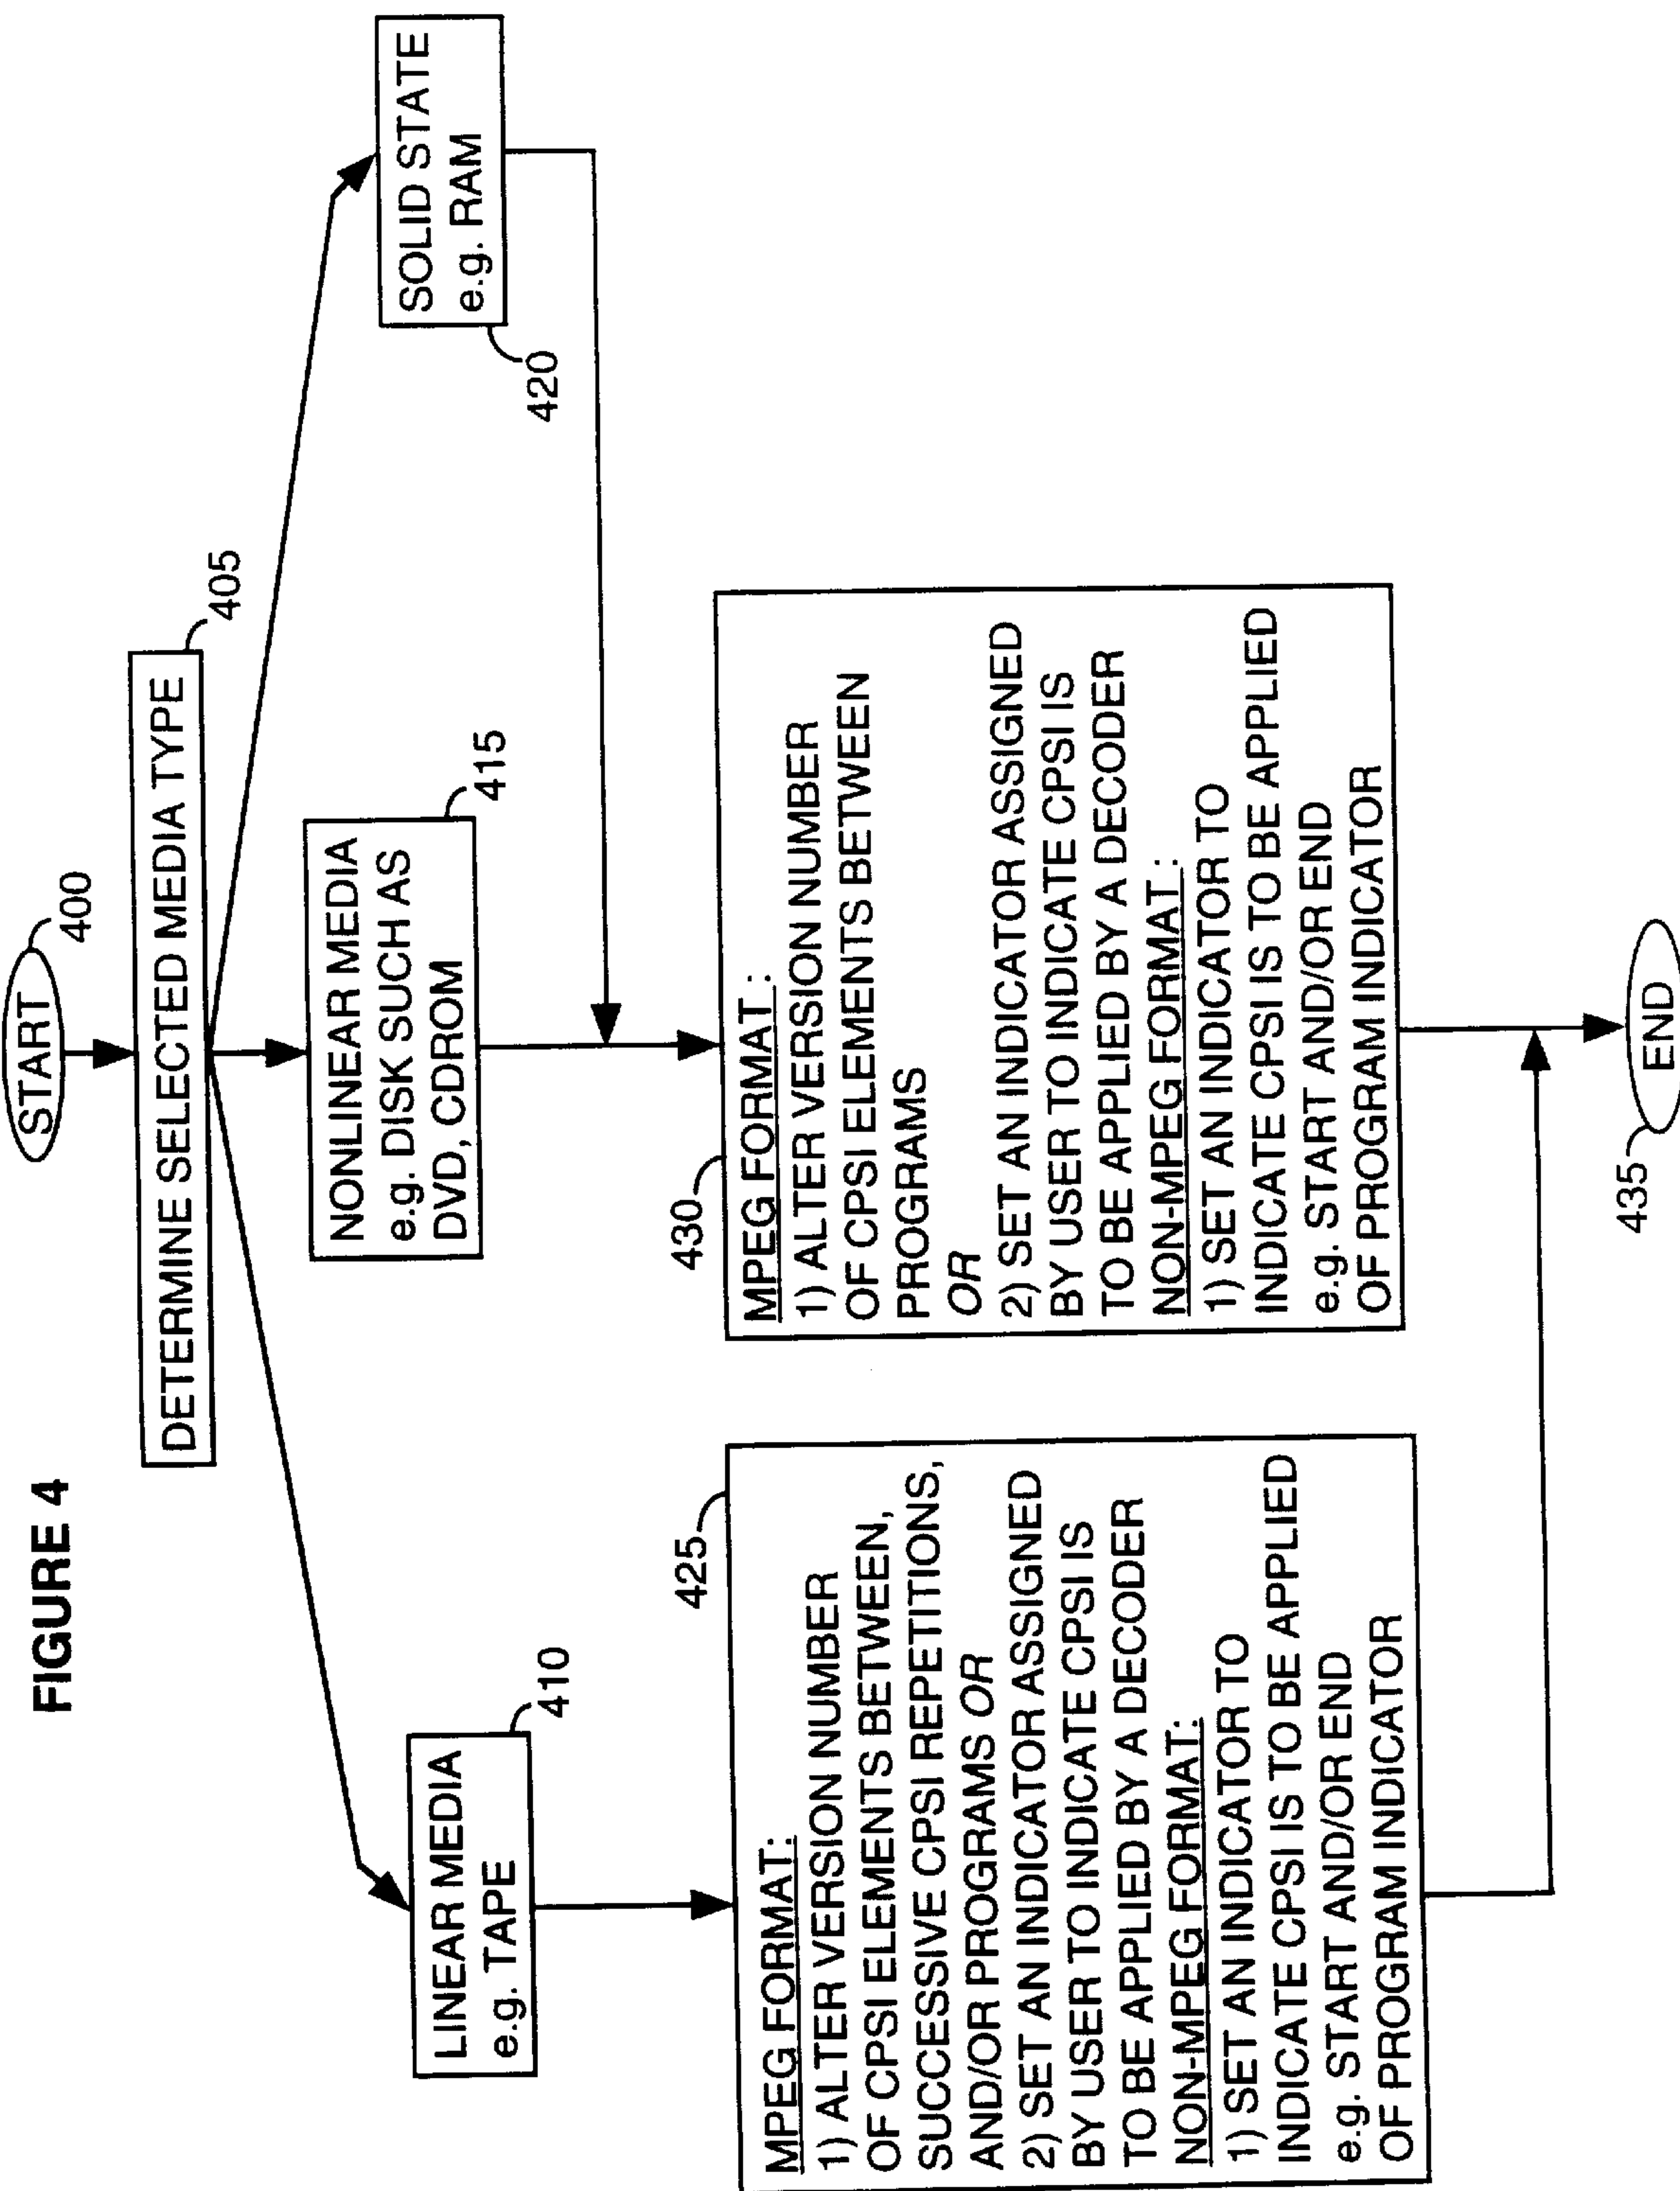 FIGURE 4
START
400
DETERMINE SELECTED MEDIA TYPE
405
LINEAR MEDIA
e.g. TAPE
410
NONLINEAR MEDIA
e.g. DISK SUCH AS
DVD, CDROM
415
SOLID STATE
e.g. RAM
420
425
MPEG FORMAT:
1) ALTER VERSION NUMBER
OF CPSI ELEMENTS BETWEEN,
SUCCESSIVE CPSI REPETITIONS,
AND/OR PROGRAMS OR
2) SET AN INDICATOR ASSIGNED
BY USER TO INDICATE CPSI IS
TO BE APPLIED BY A DECODER
NON-MPEG FORMAT:
1) SET AN INDICATOR TO
INDICATE CPSI IS TO BE APPLIED
e.g. START AND/OR END
OF PROGRAM INDICATOR
430
MPEG FORMAT :
1) ALTER VERSION NUMBER
OF CPSI ELEMENTS BETWEEN
PROGRAMS
OR
2) SET AN INDICATOR ASSIGNED
BY USER TO INDICATE CPSI IS
TO BE APPLIED BY A DECODER
NON-MPEG FORMAT :
1) SET AN INDICATOR TO
INDICATE CPSI IS TO BE APPLIED
e.g. START AND/OR END
OF PROGRAM INDICATOR
435
END